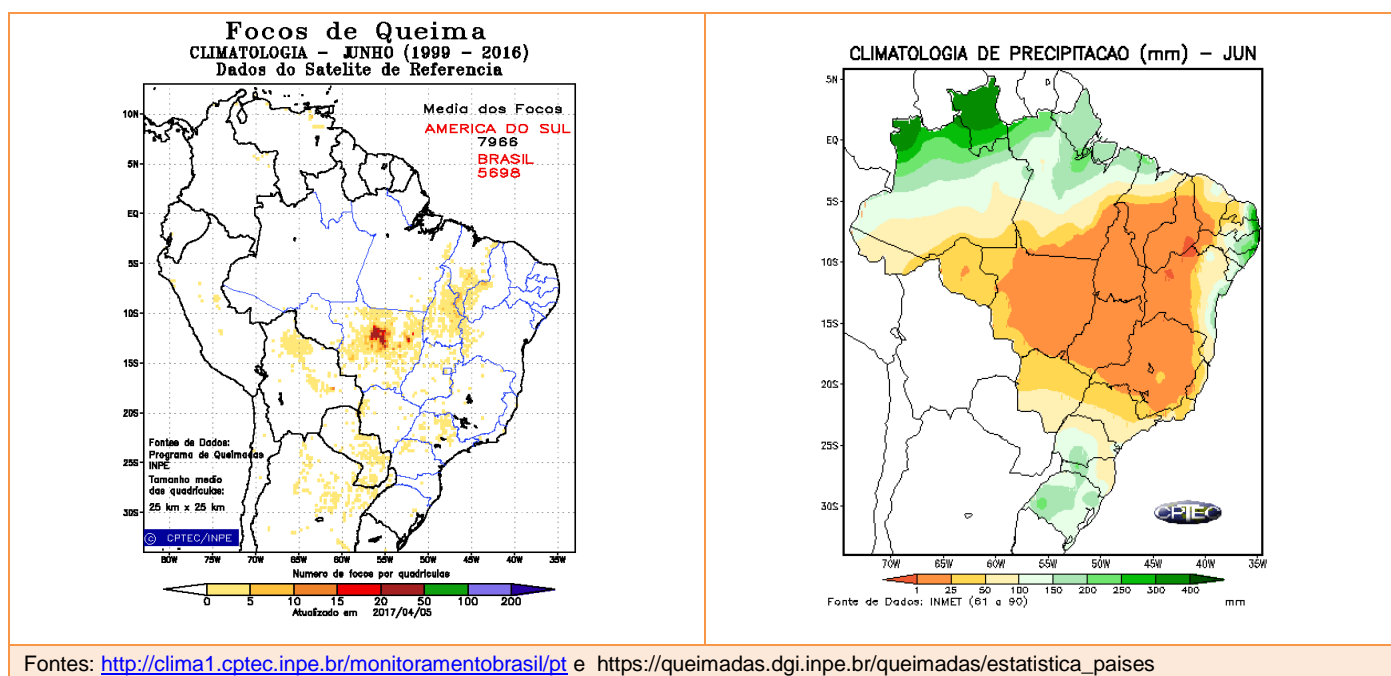 Focos de Queima
CLIMATOLOGIA – JUNHO (1999 – 2016)
Dados do Satelite de Referencia
Media dos Focos
AMERICA DO SUL
7966
BRASIL
5698
10N
5N
EQ
5S
10S
15S
20S
25S
30S
Fontes de Dados:
Programa de Queimadas
INPE
Tamanho medio
das quadriculas:
25 km x 25 km
© CPTEC/INPE
80W 75W 70W 65W 60W 55W 50W 45W 40W 35W
Numero de focos por quadriculas
0 5 10 15 20 50 100 200
Atualizado em 2017/04/05
CLIMATOLOGIA DE PRECIPITACAO (mm) – JUN
5N
EQ
5S
10S
15S
20S
25S
30S
CPTEC
70W 65W 60W 55W 50W 45W 40W 35W
1 25 50 100 150 200 250 300 400
Fonte de Dados: INMET (61 a 90) mm
Fontes: http://clima1.cptec.inpe.br/monitoramentobrasil/pt e https://queimadas.dgi.inpe.br/queimadas/estatistica_paises